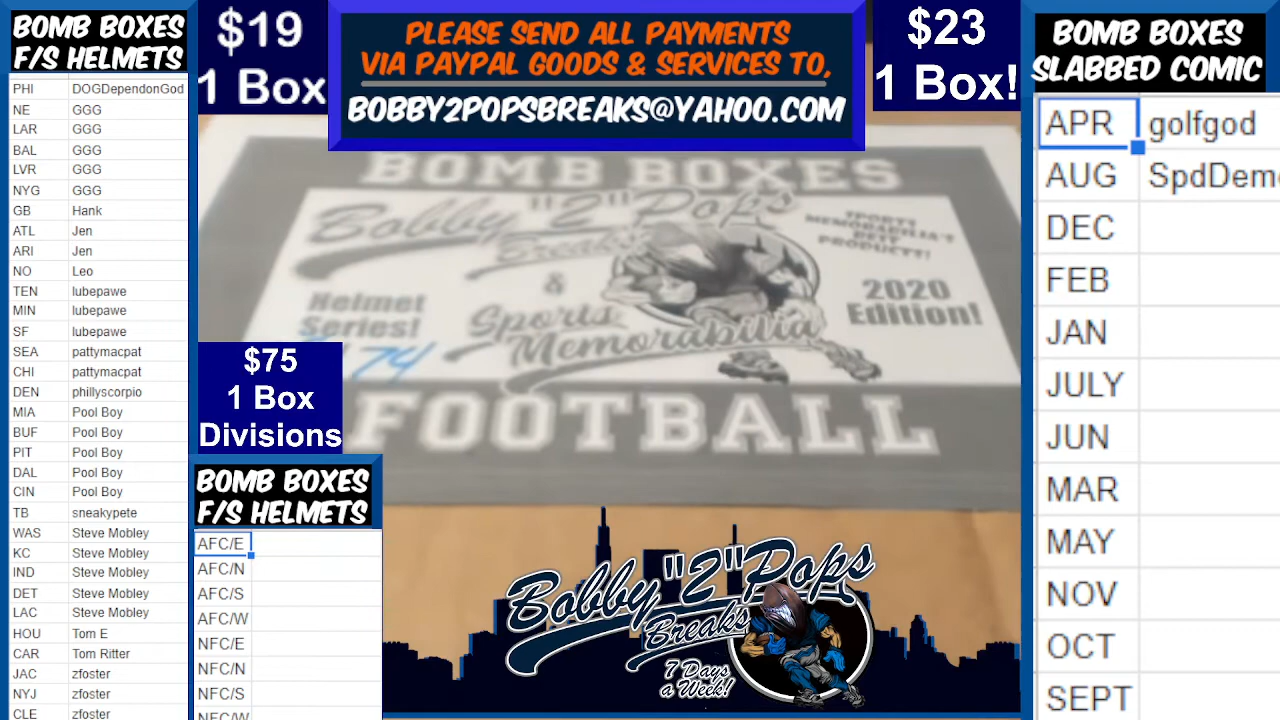 BOMB BOXES
F/S HELMETS
PHI DOGDependonGod
NE GGG
LAR GGG
BAL GGG
LVR GGG
NYG GGG
GB Hank
ATL Jen
ARI Jen
NO Leo
TEN lubepawe
MIN lubepawe
SF lubepawe
SEA pattymacpat
CHI pattymacpat
DEN phillyscorpio
MIA Pool Boy
BUF Pool Boy
PIT Pool Boy
DAL Pool Boy
CIN Pool Boy
TB sneakypete
WAS Steve Mobley
KC Steve Mobley
IND Steve Mobley
DET Steve Mobley
LAC Steve Mobley
HOU Tom E
CAR Tom Ritter
JAC zfoster
NYJ zfoster
CLE zfoster
$19
1 Box
PLEASE SEND ALL PAYMENTS
VIA PAYPAL GOODS & SERVICES TO,
BOBBY2POPSBREAKS@YAHOO.COM
$23
1 Box!
BOMB BOXES
Bobby "2" Pops
Breaks
&
Sports
Memorabilia
SPORTS
MEMORABILIA'S
BEST
PRODUCT!
Helmet
Series!
2020
Edition!
74
FOOTBALL
$75
1 Box
Divisions
BOMB BOXES
F/S HELMETS
AFC/E
AFC/N
AFC/S
AFC/W
NFC/E
NFC/N
NFC/S
NFC/W
Bobby "2" Pops
Breaks
7 Days
a Week!
BOMB BOXES
SLABBED COMIC
APR golfgod
AUG SpdDem
DEC
FEB
JAN
JULY
JUN
MAR
MAY
NOV
OCT
SEPT